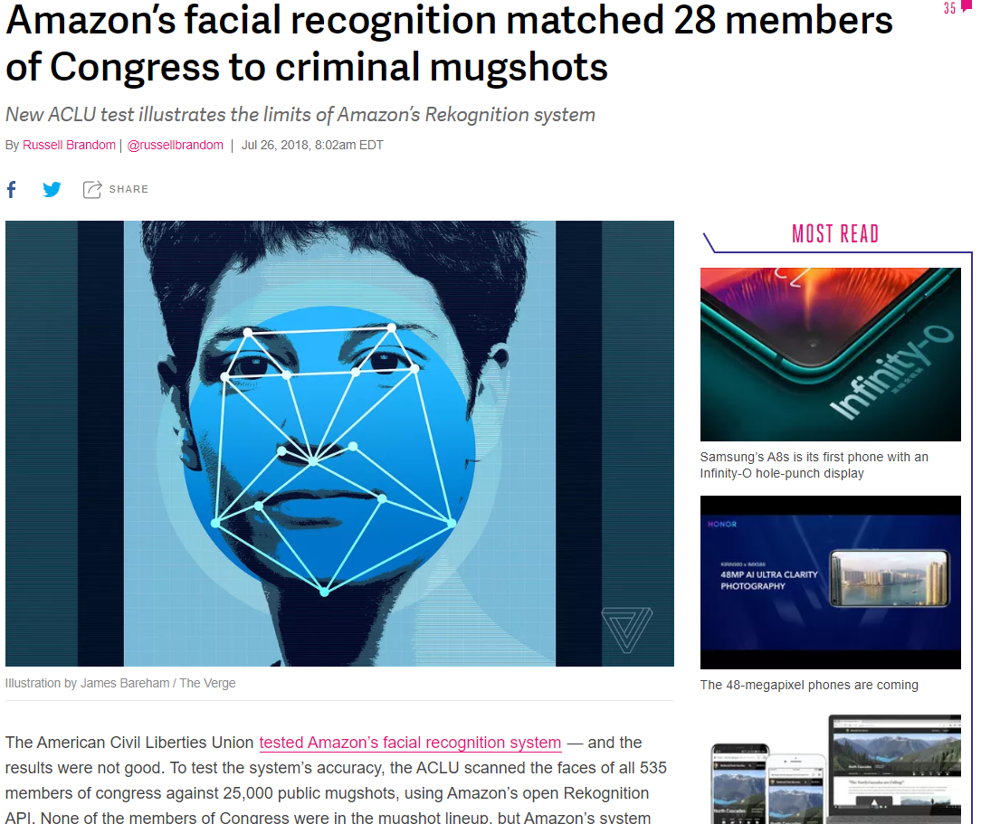 Amazon’s facial recognition matched 28 members
of Congress to criminal mugshots
35
New ACLU test illustrates the limits of Amazon’s Rekognition system
By Russell Brandom | @russellbrandom | Jul 26, 2018, 8:02am EDT
SHARE
Illustration by James Bareham / The Verge
The American Civil Liberties Union tested Amazon’s facial recognition system — and the
results were not good. To test the system’s accuracy, the ACLU scanned the faces of all 535
members of congress against 25,000 public mugshots, using Amazon’s open Rekognition
API. None of the members of Congress were in the mugshot lineup, but Amazon’s system
MOST READ
Infinity-O
Samsung’s A8s is its first phone with an
Infinity-O hole-punch display
HONOR
KIRIN980 x IMX586
48MP AI ULTRA CLARITY
PHOTOGRAPHY
The 48-megapixel phones are coming
North Cascades